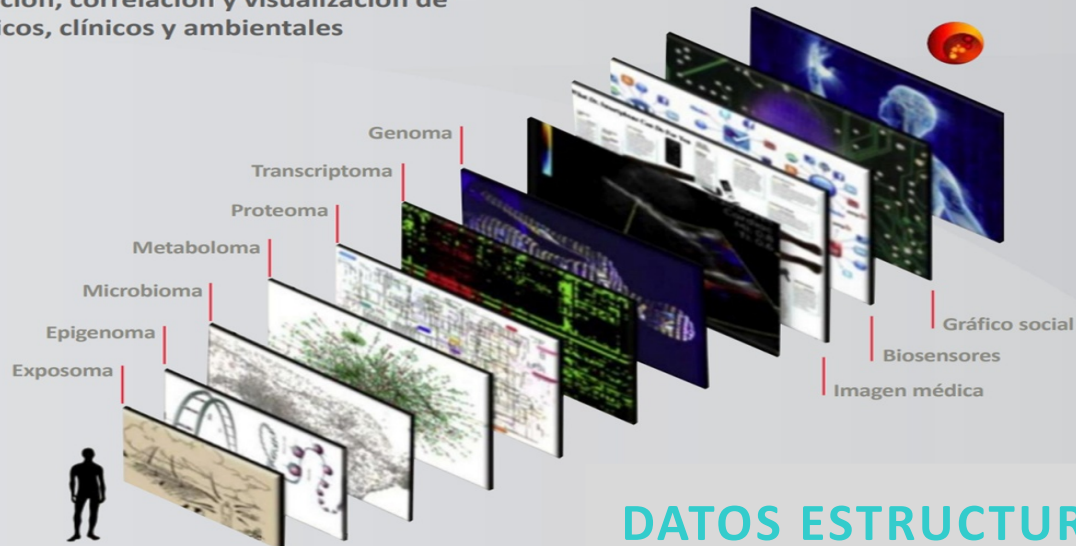 ción, correlación y visualización de
icos, clínicos y ambientales
Genoma
Transcriptoma
Proteoma
Metaboloma
Microbioma
Epigenoma
Exposoma
Gráfico social
Biosensores
Imagen médica
DATOS ESTRUCTUR